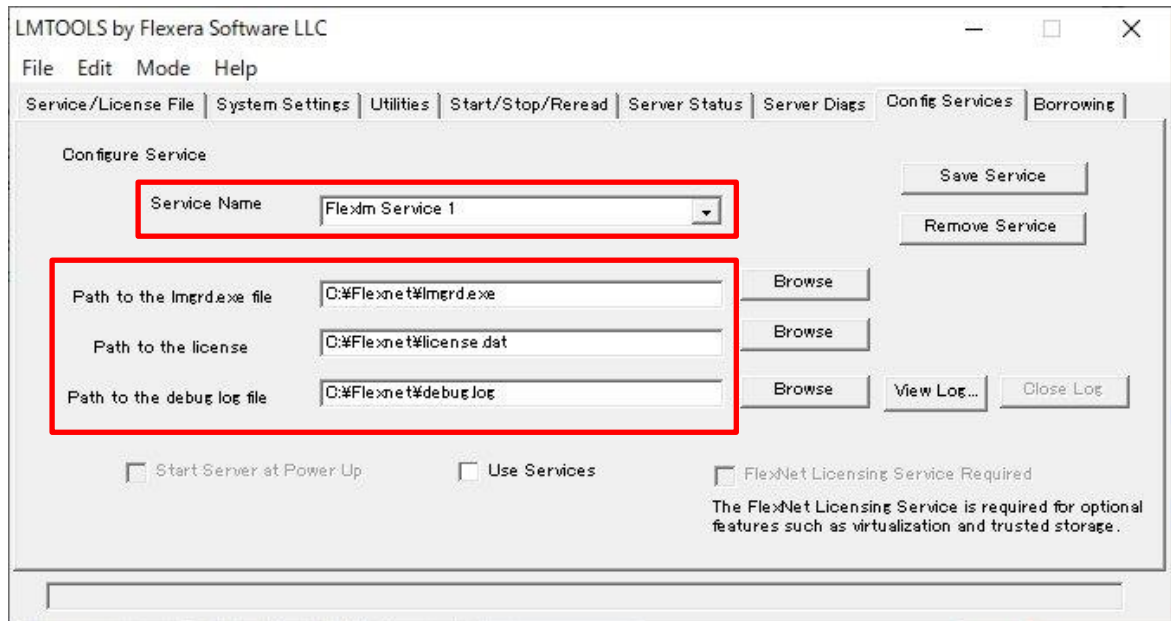 LMTOOLS by Flexera Software LLC
File Edit Mode Help
Service/License File System Settings Utilities Start/Stop/Reread Server Status Server Diags Config Services Borrowing
Configure Service
Save Service
Service Name Flexlm Service 1
Remove Service
Path to the lmgrd.exe file C:¥Flexnet¥lmgrd.exe Browse
Path to the license C:¥Flexnet¥license.dat Browse
Path to the debug log file C:¥Flexnet¥debug.log Browse View Log... Close Log
Start Server at Power Up Use Services FlexNet Licensing Service Required
The FlexNet Licensing Service is required for optional
features such as virtualization and trusted storage.